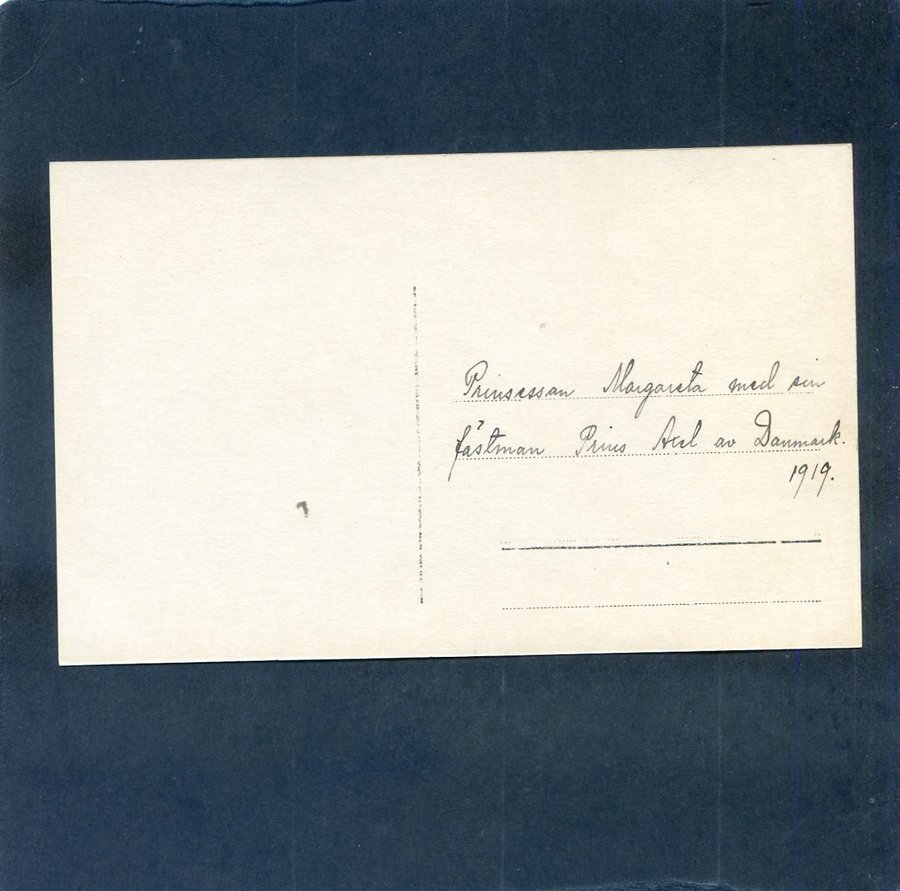 Prinsessan Margareta med sin
fästman Prins Axel av Danmark.
1919.